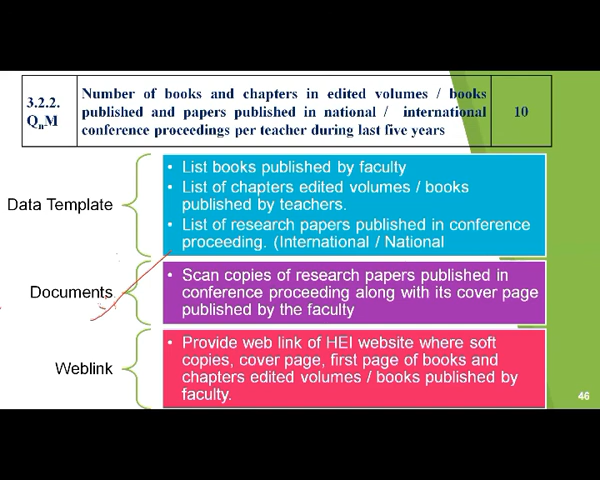 3.2.2.
QnM
Number of books and chapters in edited volumes / books
published and papers published in national / international
conference proceedings per teacher during last five years
10
Data Template
• List books published by faculty
• List of chapters edited volumes / books
published by teachers.
• List of research papers published in conference
proceeding. (International / National
Documents
• Scan copies of research papers published in
conference proceeding along with its cover page
published by the faculty
Weblink
• Provide web link of HEI website where soft
copies, cover page, first page of books and
chapters edited volumes / books published by
faculty.
46